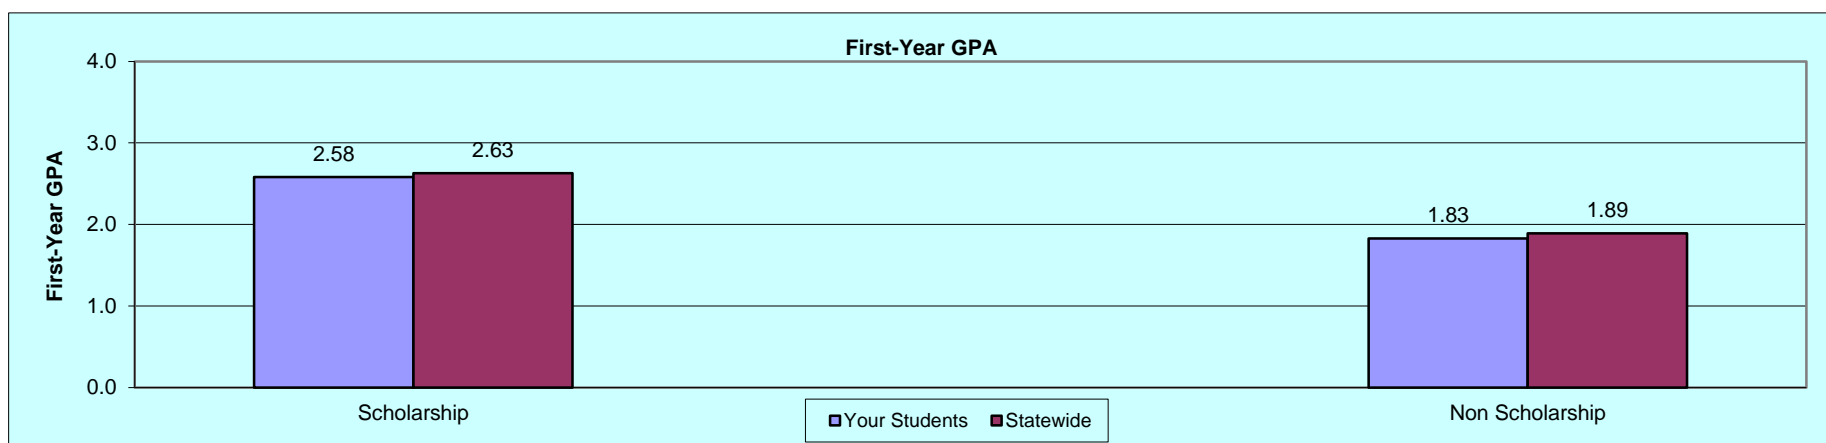 First-Year GPA
First-Year GPA
4.0
3.0
2.0
1.0
0.0
2.58
2.63
1.83
1.89
Scholarship
Non Scholarship
Your Students
Statewide